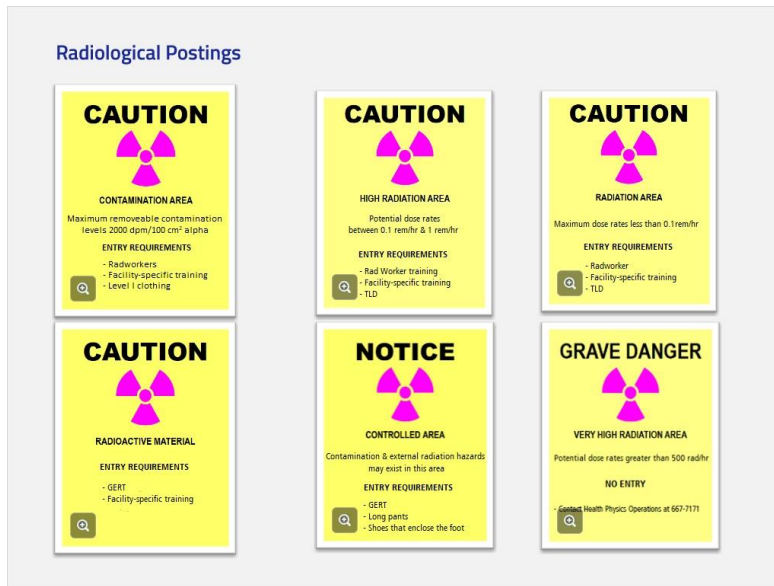 Radiological Postings
CAUTION
CONTAMINATION AREA
Maximum removeable contamination
levels 2000 dpm/100 cm² alpha
ENTRY REQUIREMENTS
- Radworkers
- Facility-specific training
- Level I clothing
CAUTION
HIGH RADIATION AREA
Potential dose rates
between 0.1 rem/hr & 1 rem/hr
ENTRY REQUIREMENTS
- Rad Worker training
- Facility-specific training
- TLD
CAUTION
RADIATION AREA
Maximum dose rates less than 0.1rem/hr
ENTRY REQUIREMENTS
- Radworker
- Facility-specific training
- TLD
CAUTION
RADIOACTIVE MATERIAL
ENTRY REQUIREMENTS
- GERT
- Facility-specific training
NOTICE
CONTROLLED AREA
Contamination & external radiation hazards
may exist in this area
ENTRY REQUIREMENTS
- GERT
- Long pants
- Shoes that enclose the foot
GRAVE DANGER
VERY HIGH RADIATION AREA
Potential dose rates greater than 500 rad/hr
NO ENTRY
- Contact Health Physics Operations at 667-7171